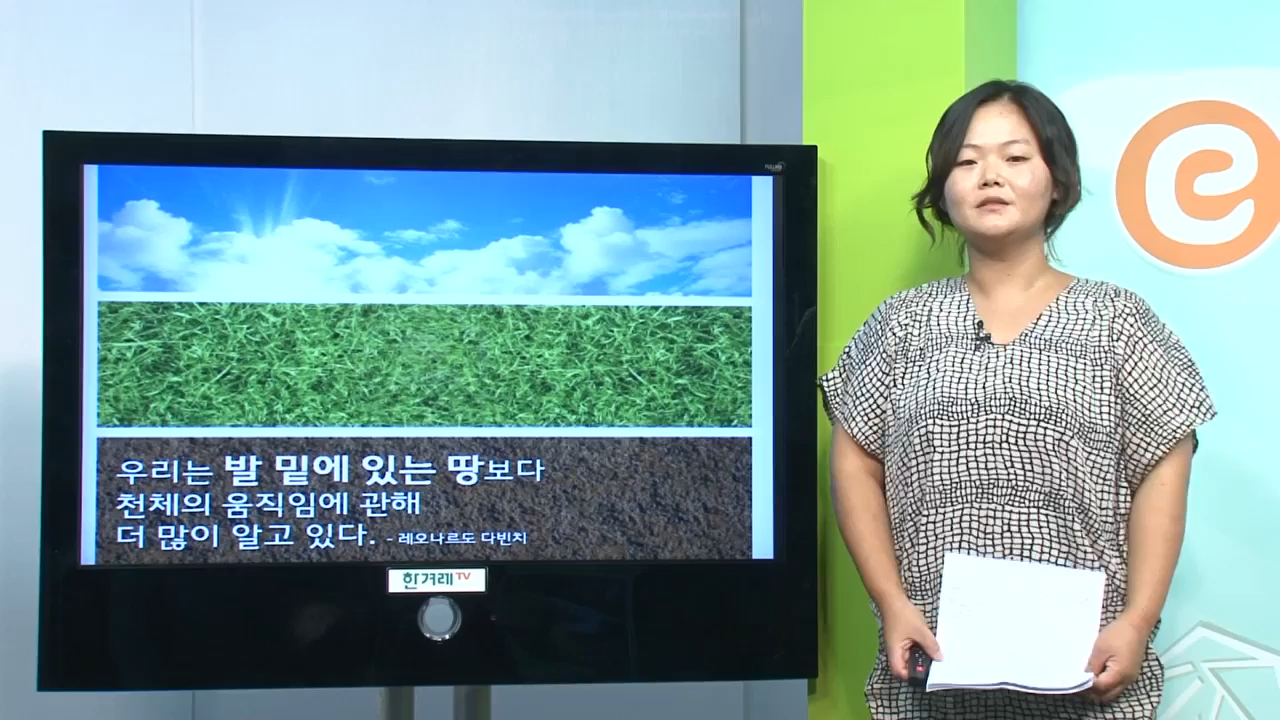 우리는 발 밑에 있는 땅보다
천체의 움직임에 관해
더 많이 알고 있다. - 레오나르도 다빈치
한겨레TV
e